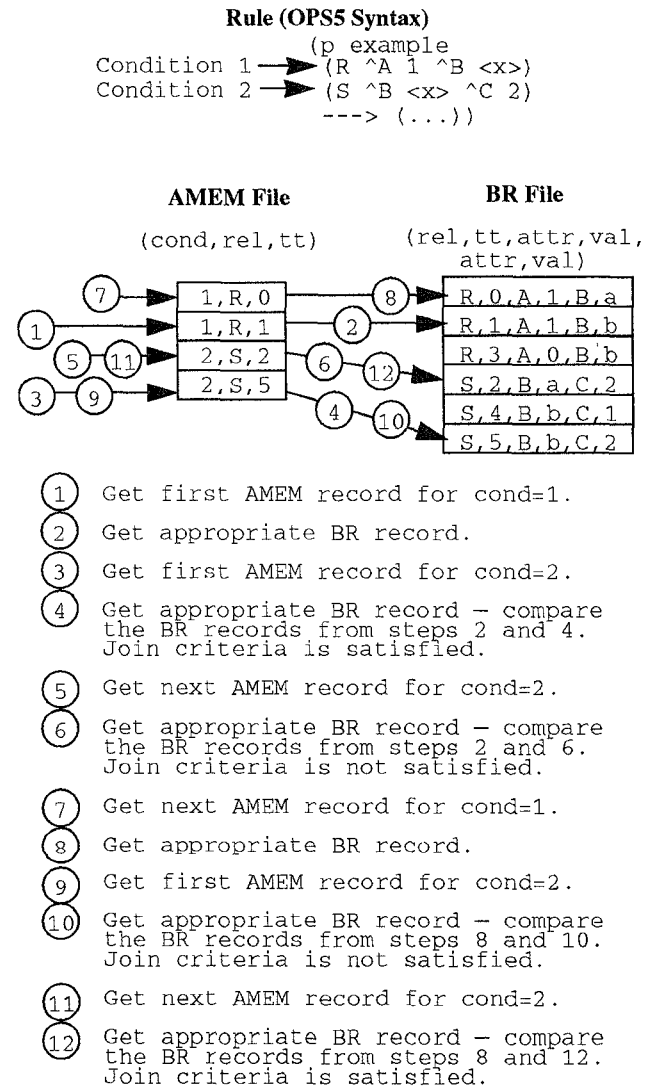 Rule (OPS5 Syntax)
(p example
Condition 1 (R ^A 1 ^B <x>)
Condition 2 (S ^B <x> ^C 2)
---> (...))
AMEM File
BR File
(cond,rel,tt)
(rel,tt,attr,val,
attr,val)
7 1,R,0 8 R,0,A,1,B,a
1 1,R,1 2 R,1,A,1,B,b
R,3,A,0,B,b
5 11 2,S,2 6 12 S,2,B,a,C,2
3 9 2,S,5 4 10 S,4,B,b,C,1
S,5,B,b,C,2
1 Get first AMEM record for cond=1.
2 Get appropriate BR record.
3 Get first AMEM record for cond=2.
4 Get appropriate BR record — compare
the BR records from steps 2 and 4.
Join criteria is satisfied.
5 Get next AMEM record for cond=2.
6 Get appropriate BR record — compare
the BR records from steps 2 and 6.
Join criteria is not satisfied.
7 Get next AMEM record for cond=1.
8 Get appropriate BR record.
9 Get first AMEM record for cond=2.
10 Get appropriate BR record — compare
the BR records from steps 8 and 10.
Join criteria is not satisfied.
11 Get next AMEM record for cond=2.
12 Get appropriate BR record — compare
the BR records from steps 8 and 12.
Join criteria is satisfied.